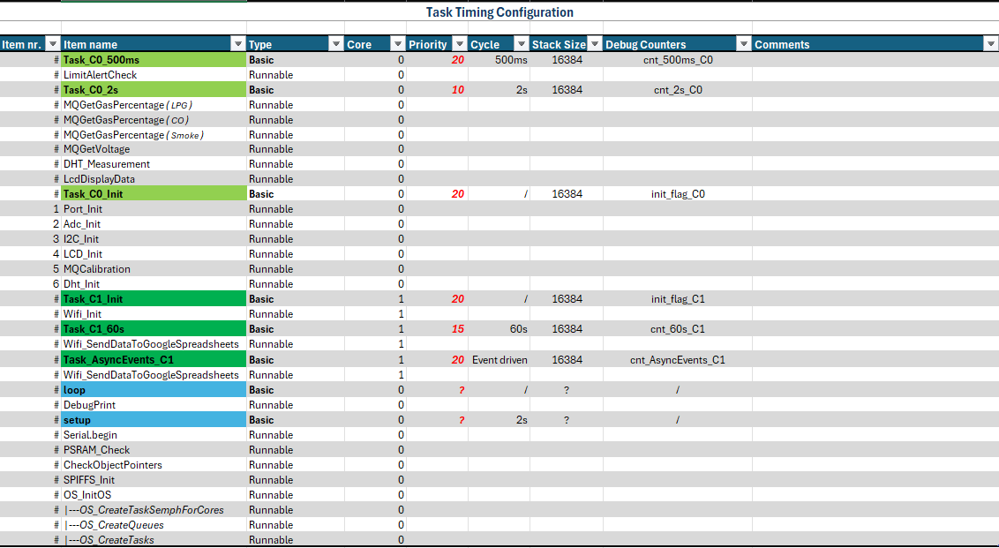 Task Timing Configuration
Item nr. Item name Type Core Priority Cycle Stack Size Debug Counters Comments
# Task_C0_500ms Basic 0 20 500ms 16384 cnt_500ms_C0
# LimitAlertCheck Runnable 0
# Task_C0_2s Basic 0 10 2s 16384 cnt_2s_C0
# MQGetGasPercentage ( LPG ) Runnable 0
# MQGetGasPercentage ( CO ) Runnable 0
# MQGetGasPercentage ( Smoke ) Runnable 0
# MQGetVoltage Runnable 0
# DHT_Measurement Runnable 0
# LcdDisplayData Runnable 0
# Task_C0_Init Basic 0 20 / 16384 init_flag_C0
1 Port_Init Runnable 0
2 Adc_Init Runnable 0
3 I2C_Init Runnable 0
4 LCD_Init Runnable 0
5 MQCalibration Runnable 0
6 Dht_Init Runnable 0
# Task_C1_Init Basic 1 20 / 16384 init_flag_C1
# Wifi_Init Runnable 1
# Task_C1_60s Basic 1 15 60s 16384 cnt_60s_C1
# Wifi_SendDataToGoogleSpreadsheets Runnable 1
# Task_AsyncEvents_C1 Basic 1 20 Event driven 16384 cnt_AsyncEvents_C1
# Wifi_SendDataToGoogleSpreadsheets Runnable 1
# loop Basic 0 ? / ? /
# DebugPrint Runnable 0
# setup Basic 0 ? 2s ? /
# Serial.begin Runnable 0
# PSRAM_Check Runnable 0
# CheckObjectPointers Runnable 0
# SPIFFS_Init Runnable 0
# OS_InitOS Runnable 0
# |---OS_CreateTaskSemphForCores Runnable 0
# |---OS_CreateQueues Runnable 0
# |---OS_CreateTasks Runnable 0